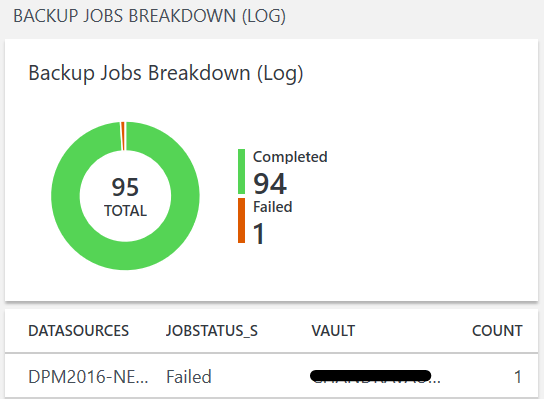 BACKUP JOBS BREAKDOWN (LOG)
Backup Jobs Breakdown (Log)
95
TOTAL
Completed
94
Failed
1
DATASOURCES JOBSTATUS_S VAULT COUNT
DPM2016-NE... Failed 1